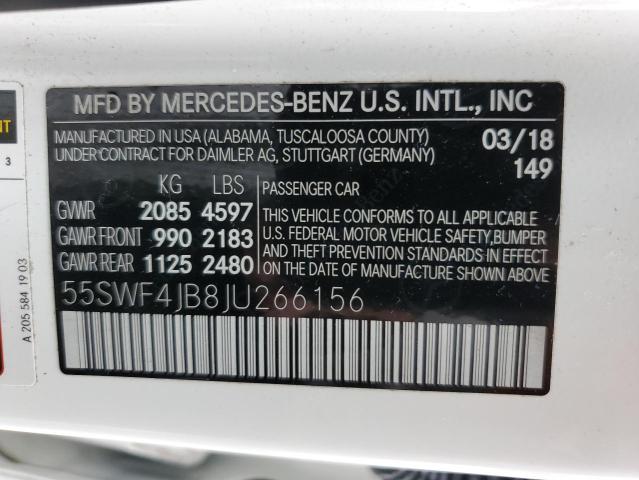 MFD BY MERCEDES-BENZ U.S. INTL., INC
MANUFACTURED IN USA (ALABAMA, TUSCALOOSA COUNTY)
UNDER CONTRACT FOR DAIMLER AG, STUTTGART (GERMANY)
03/18
149
KG LBS
GWR 2085 4597
GAWR FRONT 990 2183
GAWR REAR 1125 2480
PASSENGER CAR
THIS VEHICLE CONFORMS TO ALL APPLICABLE
U.S. FEDERAL MOTOR VEHICLE SAFETY, BUMPER
AND THEFT PREVENTION STANDARDS IN EFFECT
ON THE DATE OF MANUFACTURE SHOWN ABOVE.
55SWF4JB8JU266156
A 205 584 19 03
NT
3